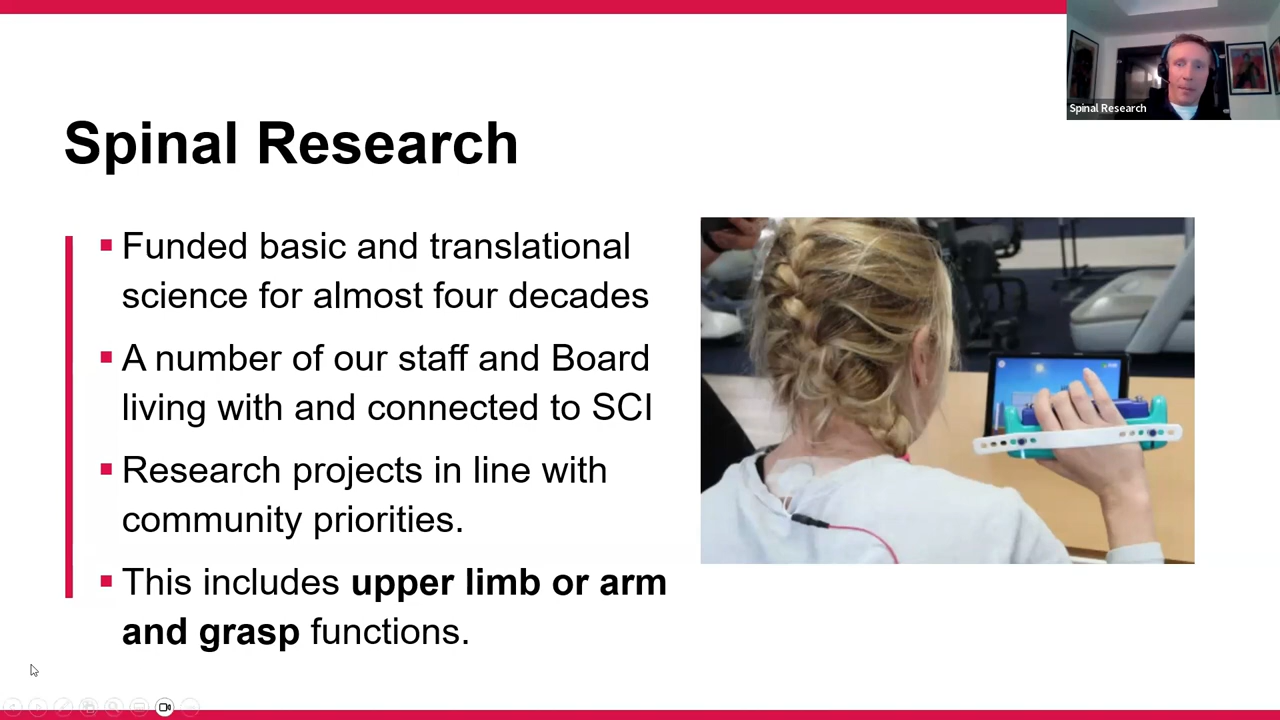 Spinal Research
Spinal Research
Funded basic and translational
science for almost four decades
A number of our staff and Board
living with and connected to SCI
Research projects in line with
community priorities.
This includes upper limb or arm
and grasp functions.